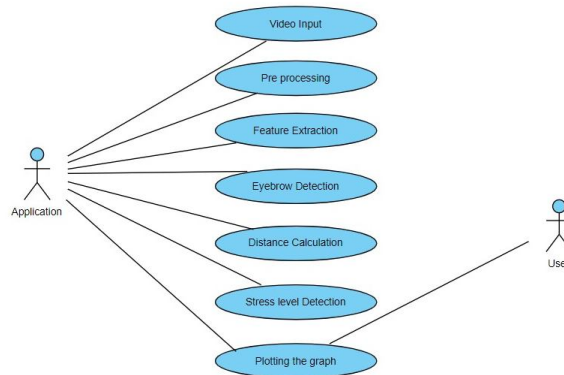 Video Input
Pre processing
Feature Extraction
Eyebrow Detection
Application
Distance Calculation
Stress level Detection
Plotting the graph